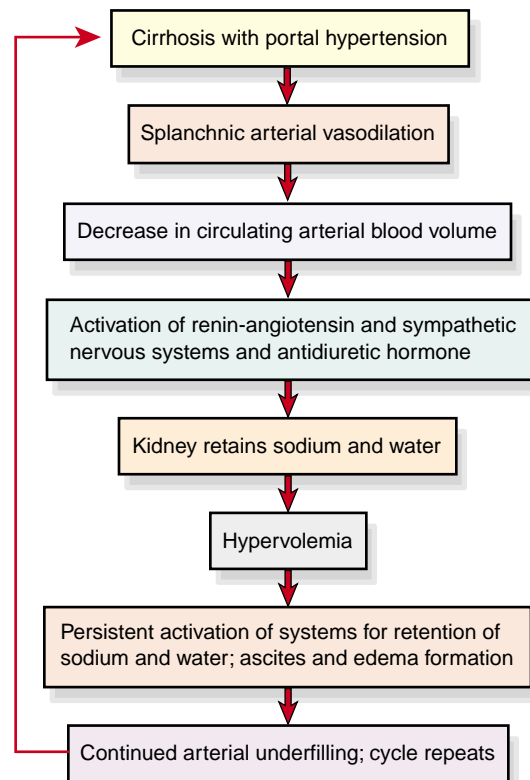 Cirrhosis with portal hypertension
Splanchnic arterial vasodilation
Decrease in circulating arterial blood volume
Activation of renin-angiotensin and sympathetic
nervous systems and antidiuretic hormone
Kidney retains sodium and water
Hypervolemia
Persistent activation of systems for retention of
sodium and water; ascites and edema formation
Continued arterial underfilling; cycle repeats